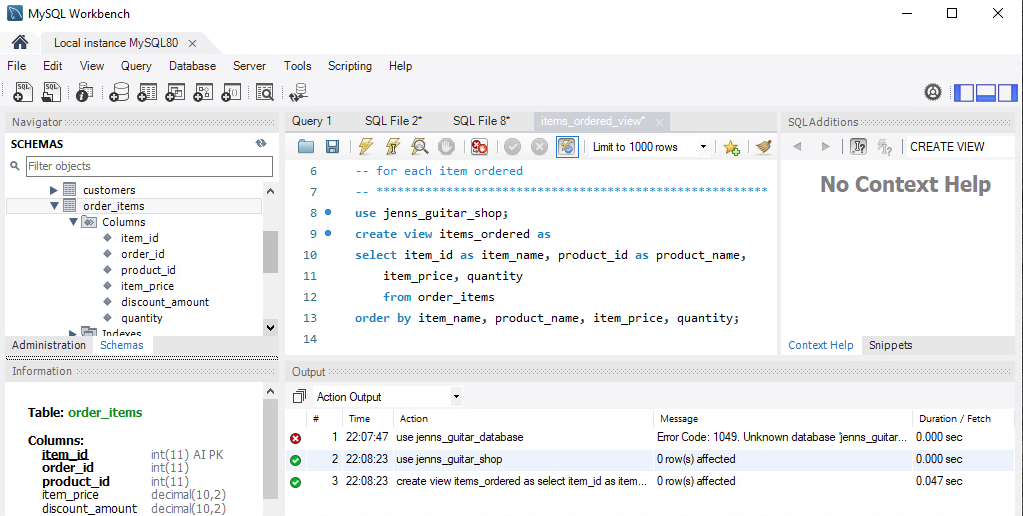 MySQL Workbench
Local instance MySQL80
File Edit View Query Database Server Tools Scripting Help
SQL SQL
Navigator
SCHEMAS
Filter objects
customers
order_items
Columns
item_id
order_id
product_id
item_price
discount_amount
quantity
Indexes
Administration Schemas
Information
Table: order_items
Columns:
item_id int(11) AI PK
order_id int(11)
product_id int(11)
item_price decimal(10,2)
discount_amount decimal(10,2)
Query 1 SQL File 2* SQL File 8* items_ordered_view*
Limit to 1000 rows
6 -- for each item ordered
7 -- ******************************************************
8 use jenns_guitar_shop;
9 create view items_ordered as
10 select item_id as item_name, product_id as product_name,
11 item_price, quantity
12 from order_items
13 order by item_name, product_name, item_price, quantity;
14
SQLAdditions
CREATE VIEW
No Context Help
Context Help Snippets
Output
Action Output
# Time Action Message Duration / Fetch
1 22:07:47 use jenns_guitar_database Error Code: 1049. Unknown database 'jenns_guitar... 0.000 sec
2 22:08:23 use jenns_guitar_shop 0 row(s) affected 0.000 sec
3 22:08:23 create view items_ordered as select item_id as item... 0 row(s) affected 0.047 sec